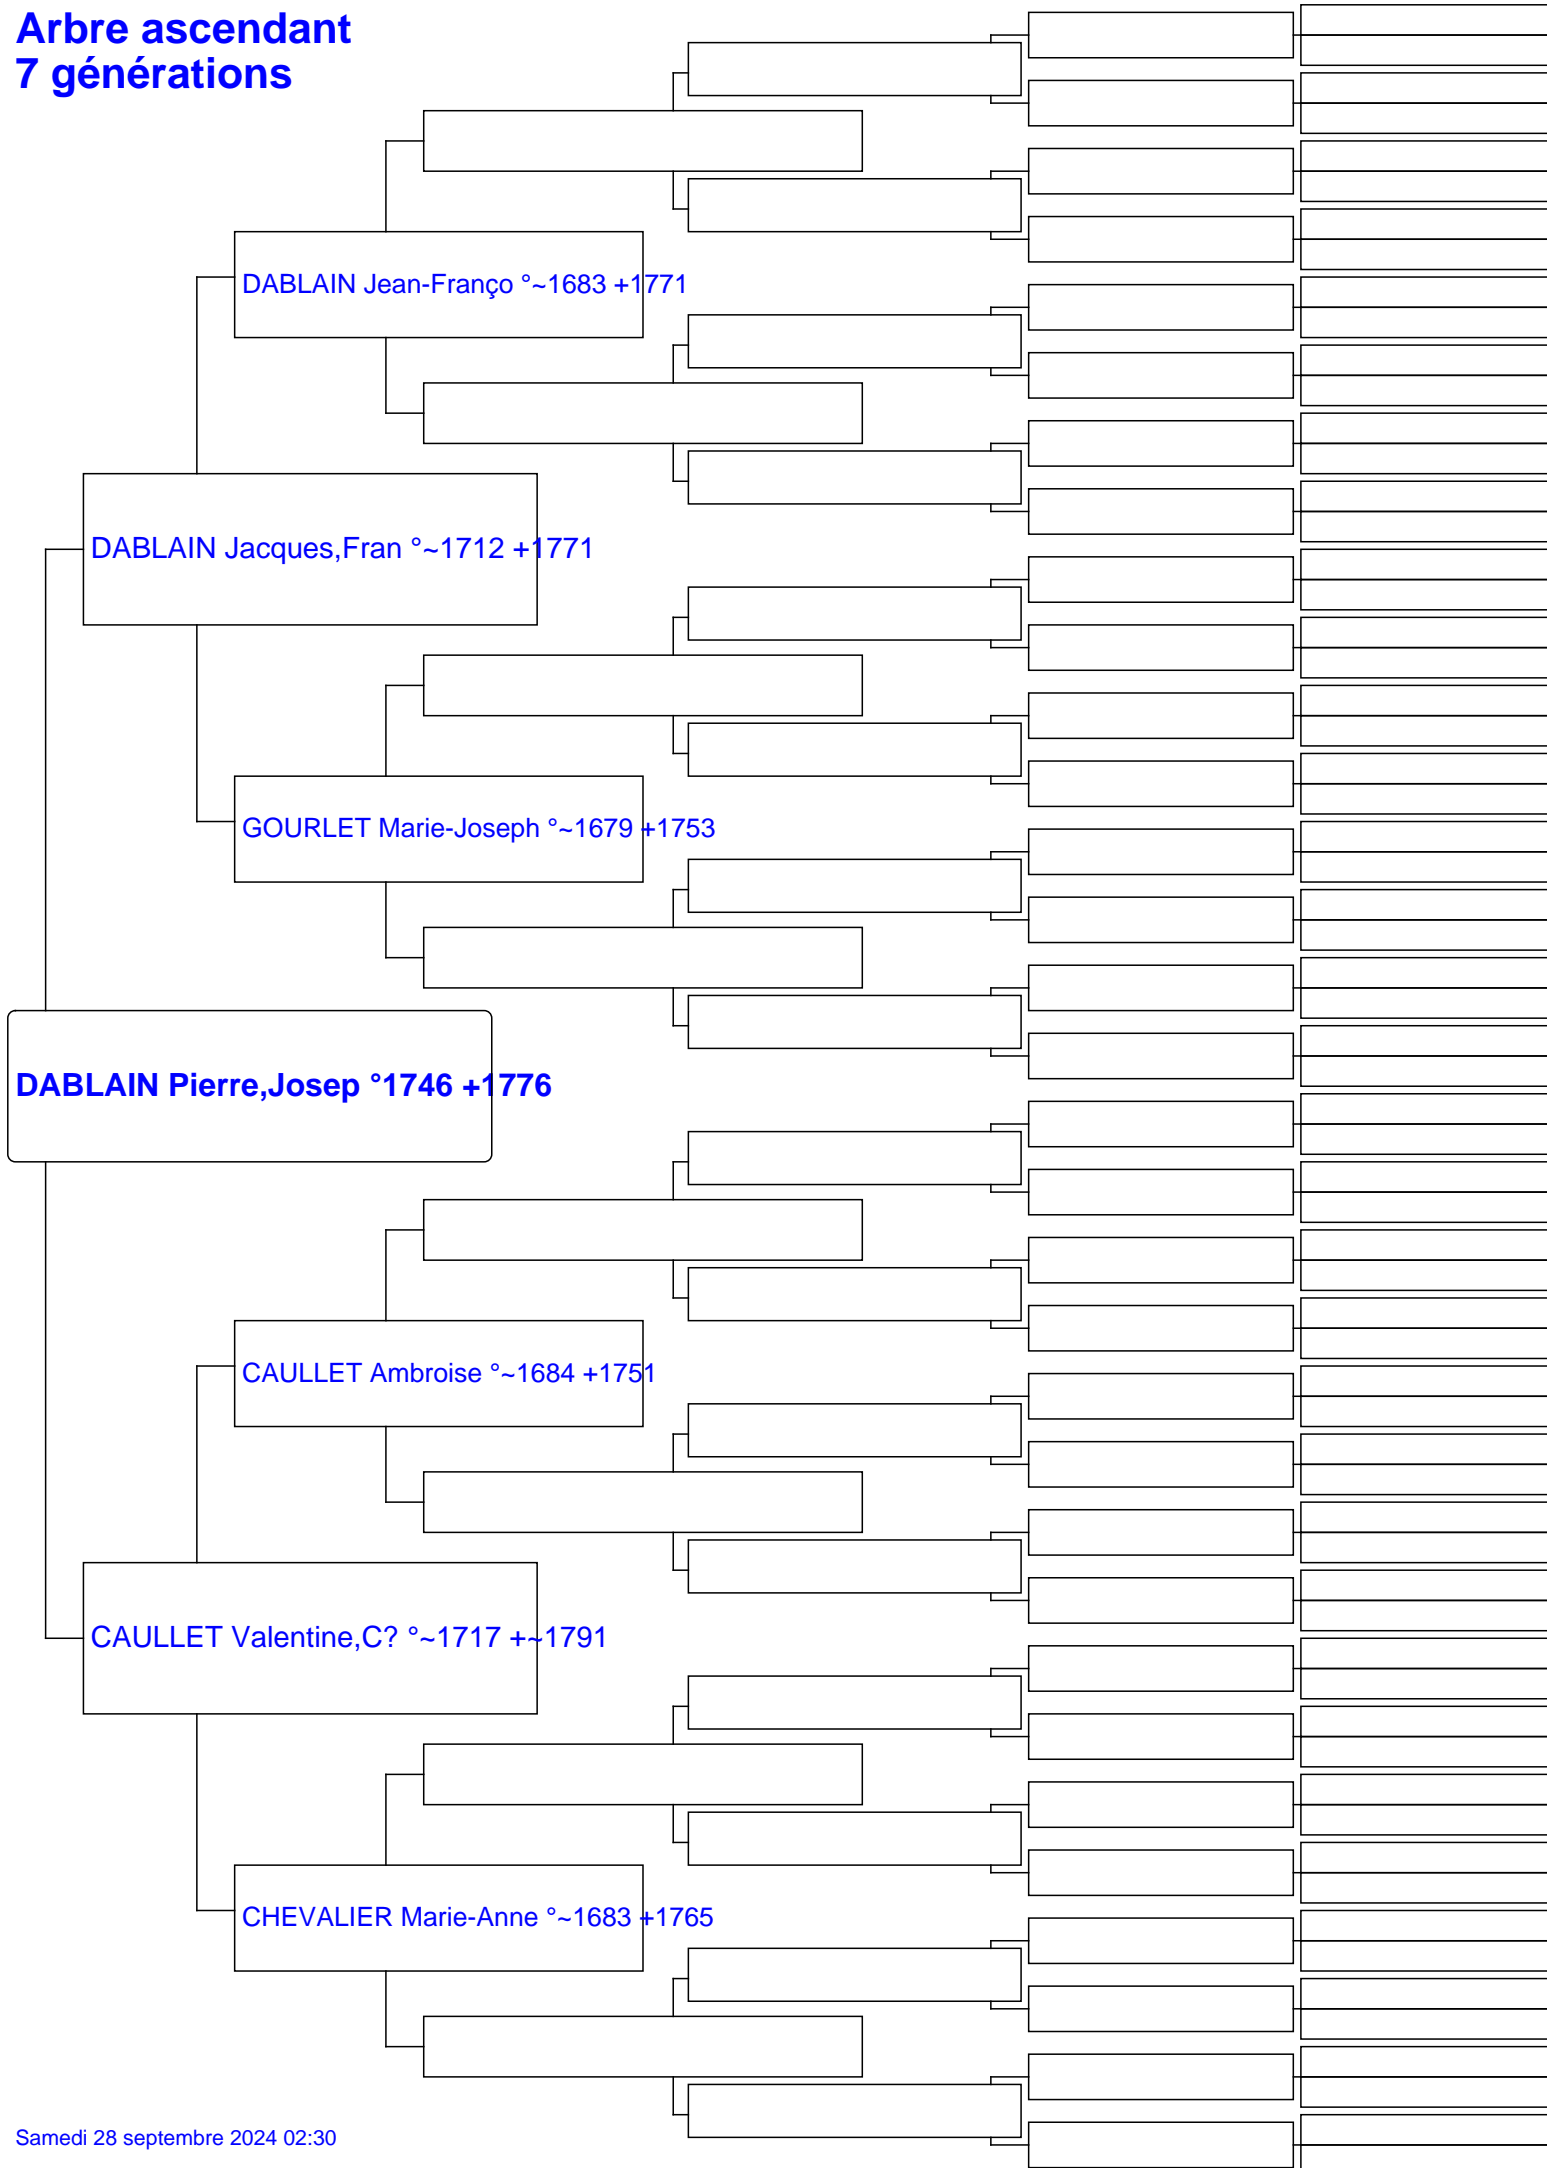 Arbre ascendant
7 générations
DABLAIN Jean-Franço °~1683 +1771
DABLAIN Jacques,Fran °~1712 +1771
GOURLET Marie-Joseph °~1679 +1753
DABLAIN Pierre,Josep °1746 +1776
CAULLET Ambroise °~1684 +1751
CAULLET Valentine,C? °~1717 +~1791
CHEVALIER Marie-Anne °~1683 +1765
Samedi 28 septembre 2024 02:30